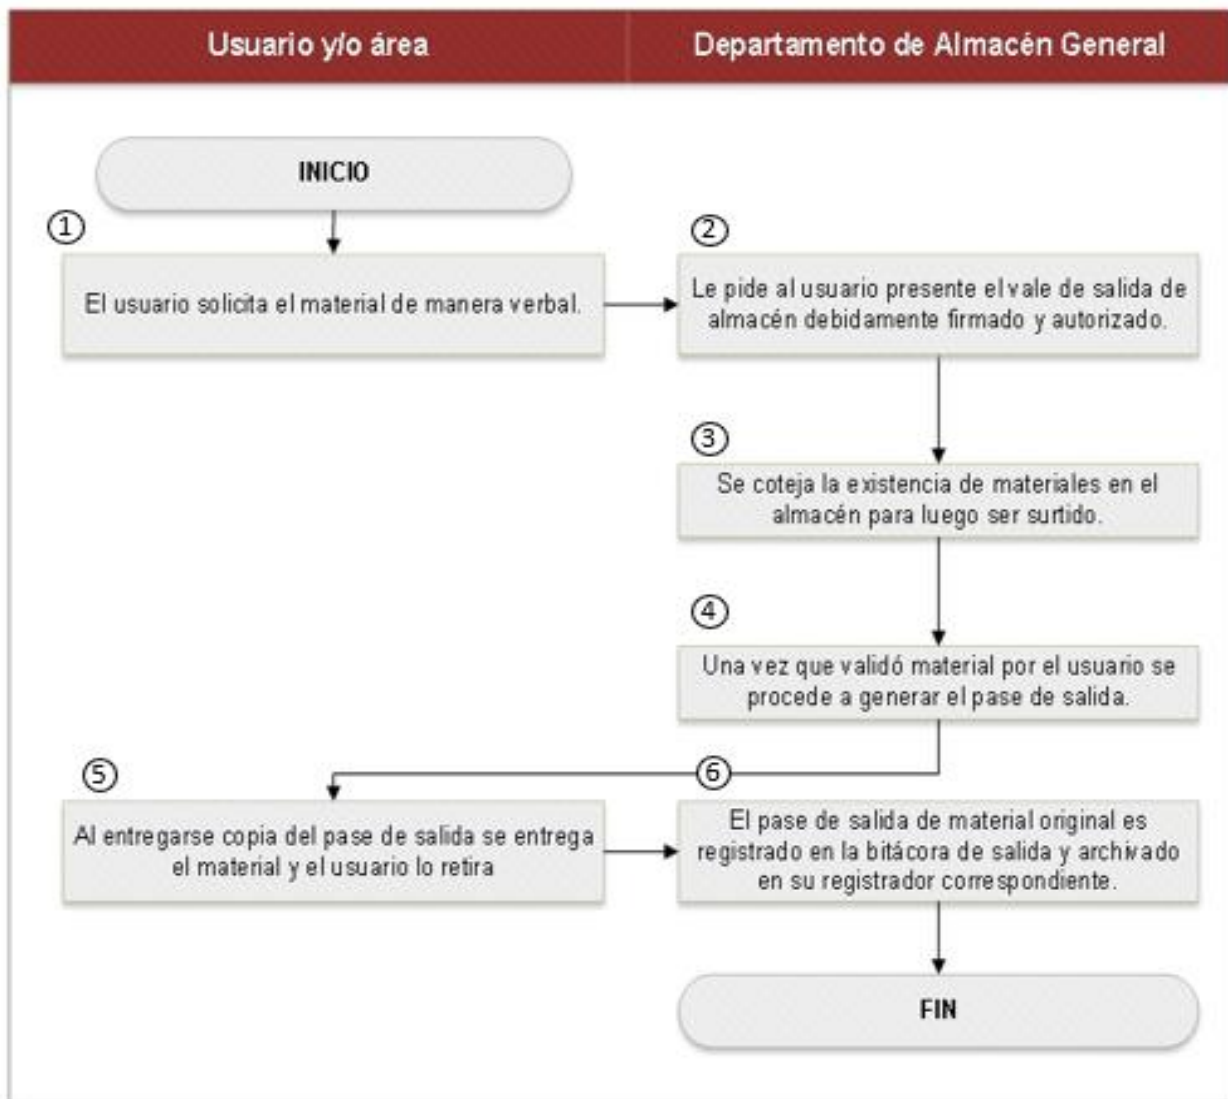 Usuario y/o área
Departamento de Almacén General
INICIO
①
El usuario solicita el material de manera verbal.
②
Le pide al usuario presente el vale de salida de
almacén debidamente firmado y autorizado.
③
Se coteja la existencia de materiales en el
almacén para luego ser surtido.
④
Una vez que validó material por el usuario se
procede a generar el pase de salida.
⑤
Al entregarse copia del pase de salida se entrega
el material y el usuario lo retira
⑥
El pase de salida de material original es
registrado en la bitácora de salida y archivado
en su registrador correspondiente.
FIN